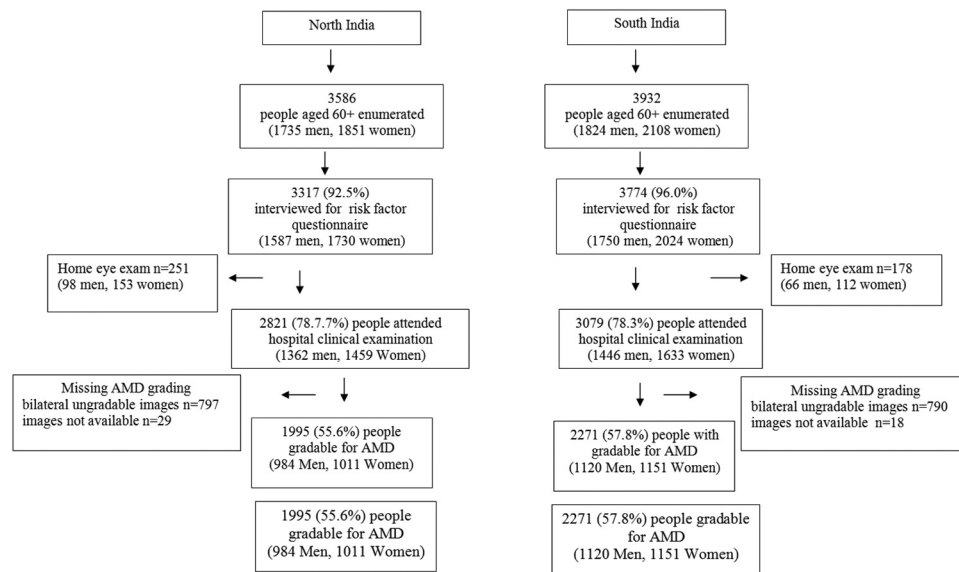 North India
3586
people aged 60+ enumerated
(1735 men, 1851 women)
3317 (92.5%)
interviewed for risk factor
questionnaire
(1587 men, 1730 women)
Home eye exam n=251
(98 men, 153 women)
2821 (78.7.7%) people attended
hospital clinical examination
(1362 men, 1459 Women)
Missing AMD grading
bilateral ungradable images n=797
images not available n=29
1995 (55.6%) people
gradable for AMD
(984 Men, 1011 Women)
1995 (55.6%) people
gradable for AMD
(984 Men, 1011 Women)
South India
3932
people aged 60+ enumerated
(1824 men, 2108 women)
3774 (96.0%)
interviewed for risk factor
questionnaire
(1750 men, 2024 women)
Home eye exam n=178
(66 men, 112 women)
3079 (78.3%) people attended
hospital clinical examination
(1446 men, 1633 women)
Missing AMD grading
bilateral ungradable images n=790
images not available n=18
2271 (57.8%) people with
gradable for AMD
(1120 Men, 1151 Women)
2271 (57.8%) people gradable
for AMD
(1120 Men, 1151 Women)